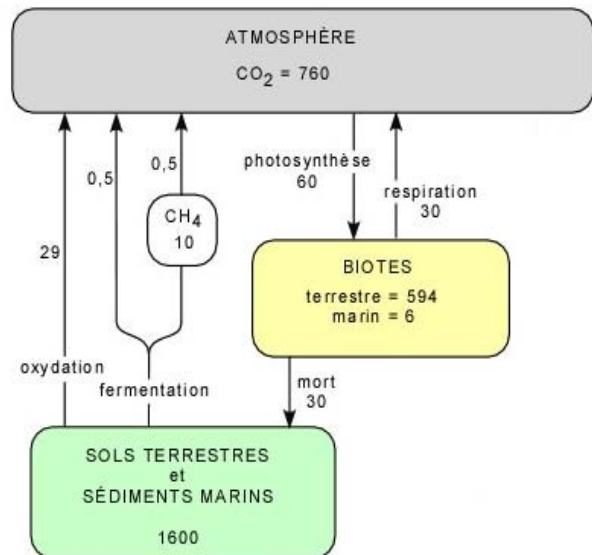 ATMOSPHÈRE
CO2 = 760
0,5
0,5
photosynthèse
60
respiration
30
CH4
10
29
BIOTES
terrestre = 594
marin = 6
oxydation
fermentation
mort
30
SOLS TERRESTRES
et
SÉDIMENTS MARINS
1600